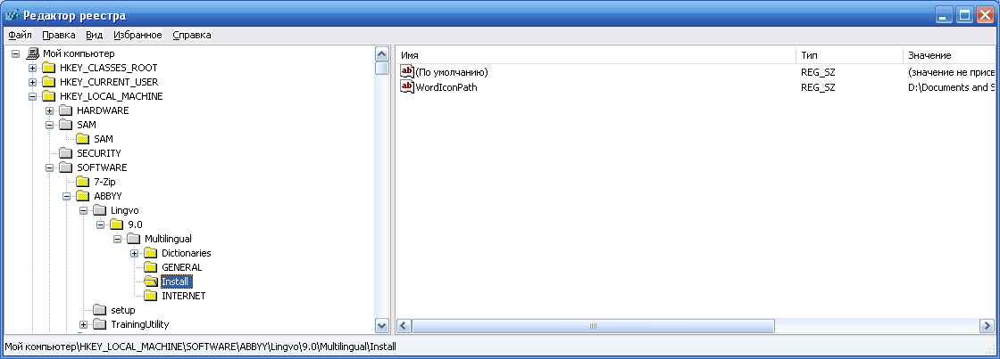 Редактор реестра
Файл Правка Вид Избранное Справка
Мой компьютер
HKEY_CLASSES_ROOT
HKEY_CURRENT_USER
HKEY_LOCAL_MACHINE
HARDWARE
SAM
SAM
SECURITY
SOFTWARE
7-Zip
ABBYY
Lingvo
9.0
Multilingual
Dictionaries
GENERAL
Install
INTERNET
setup
TrainingUtility
Имя Тип Значение
ab (По умолчанию) REG_SZ (значение не присв
ab WordIconPath REG_SZ D:\Documents and S
Мой компьютер\HKEY_LOCAL_MACHINE\SOFTWARE\ABBYY\Lingvo\9.0\Multilingual\Install